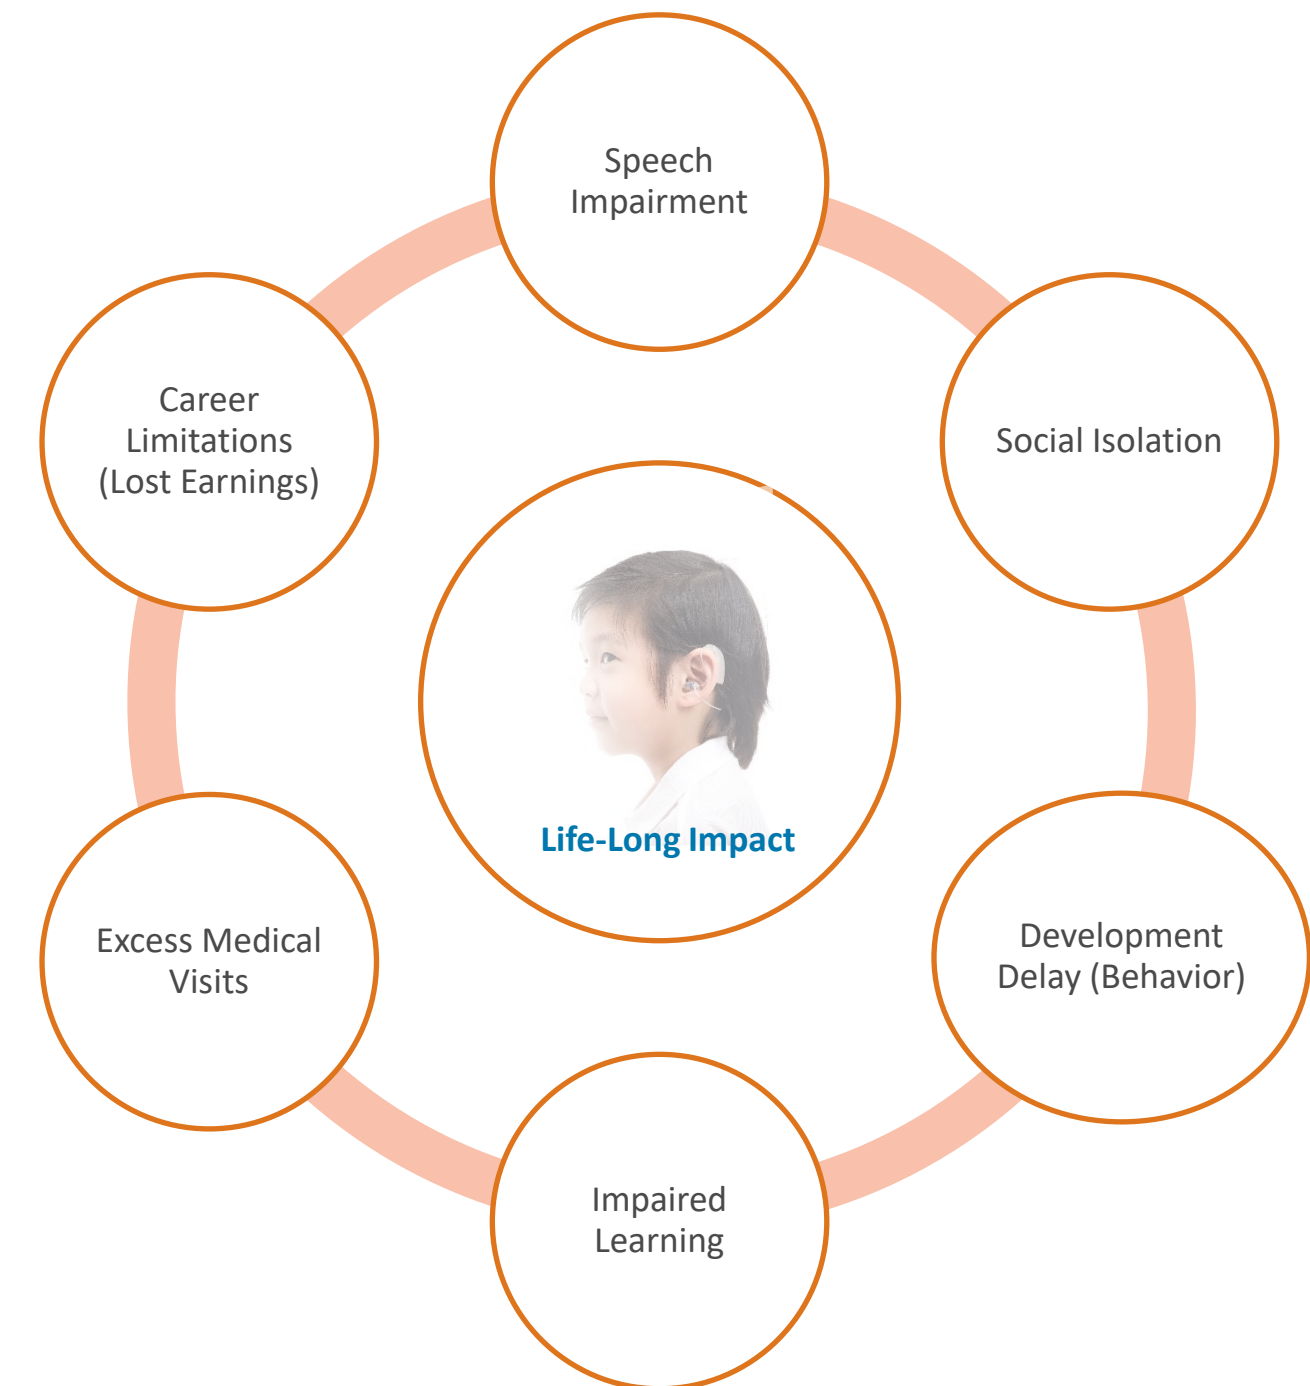 Speech
Impairment
Social Isolation
Development
Delay (Behavior)
Impaired
Learning
Excess Medical
Visits
Career
Limitations
(Lost Earnings)
Life-Long Impact